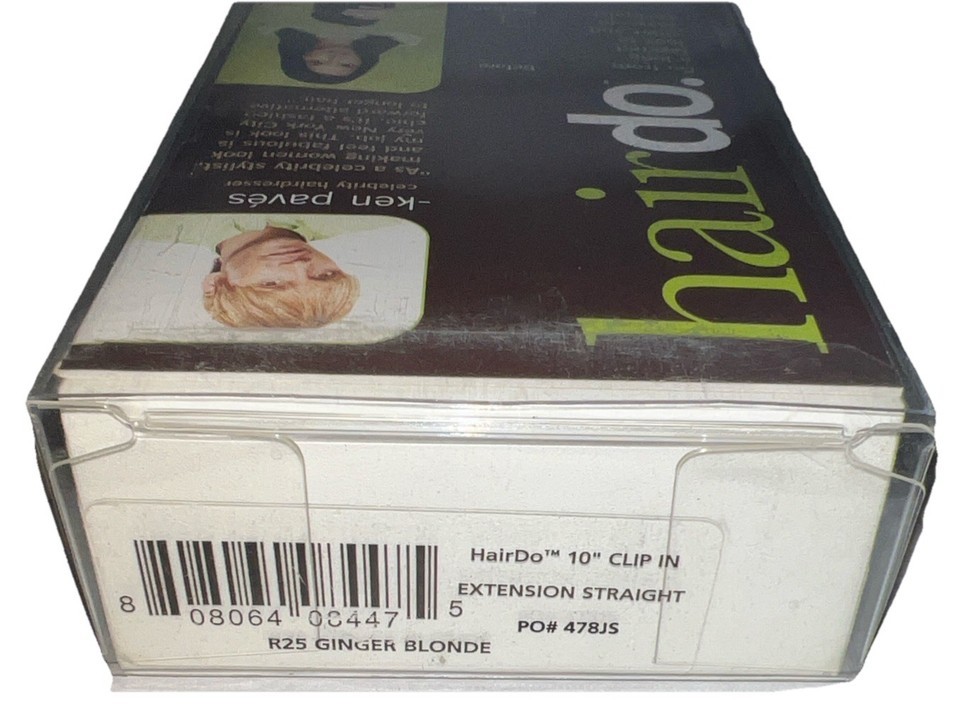 hairdo.
Before
-ken pavés
celebrity hairdresser
"As a celebrity stylist,
making women look
and feel fabulous is
my job. This look is
very New York City
chic. It's a fashion
forward alternative
to longer hair."
HairDo™ 10" CLIP IN
EXTENSION STRAIGHT
PO# 478JS
8 08064 08447 5
R25 GINGER BLONDE